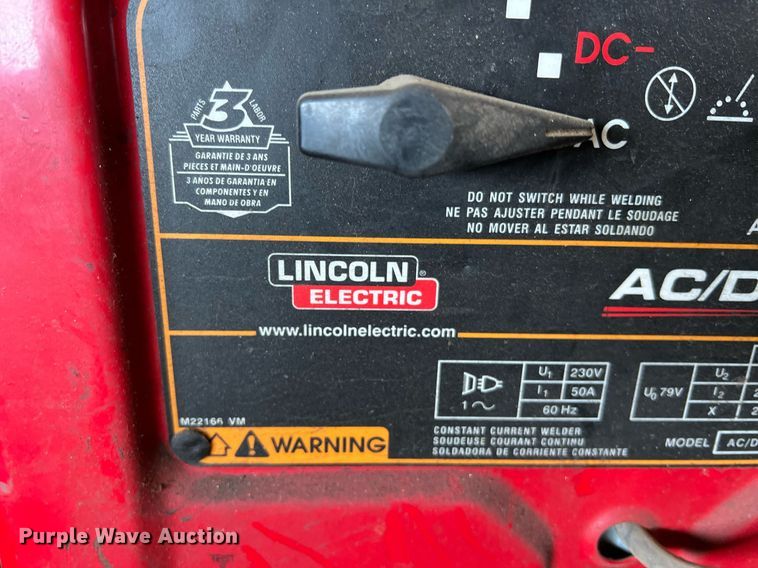 DC-
AC
PARTS 3 LABOR
YEAR WARRANTY
GARANTIE DE 3 ANS
PIECES ET MAIN-D'OEUVRE
3 AÑOS DE GARANTIA EN
COMPONENTES Y EN
MANO DE OBRA
DO NOT SWITCH WHILE WELDING
NE PAS AJUSTER PENDANT LE SOUDAGE
NO MOVER AL ESTAR SOLDANDO
A
LINCOLN ®
ELECTRIC
AC/D
www.lincolnelectric.com
U1 230V
I1 50A
1~ 60 Hz
U0 79V
U2
I2 2
X 2
M22166 VM
WARNING
CONSTANT CURRENT WELDER
SOUDEUSE COURANT CONTINU
SOLDADORA DE CORRIENTE CONSTANTE
MODEL AC/D
Purple Wave Auction